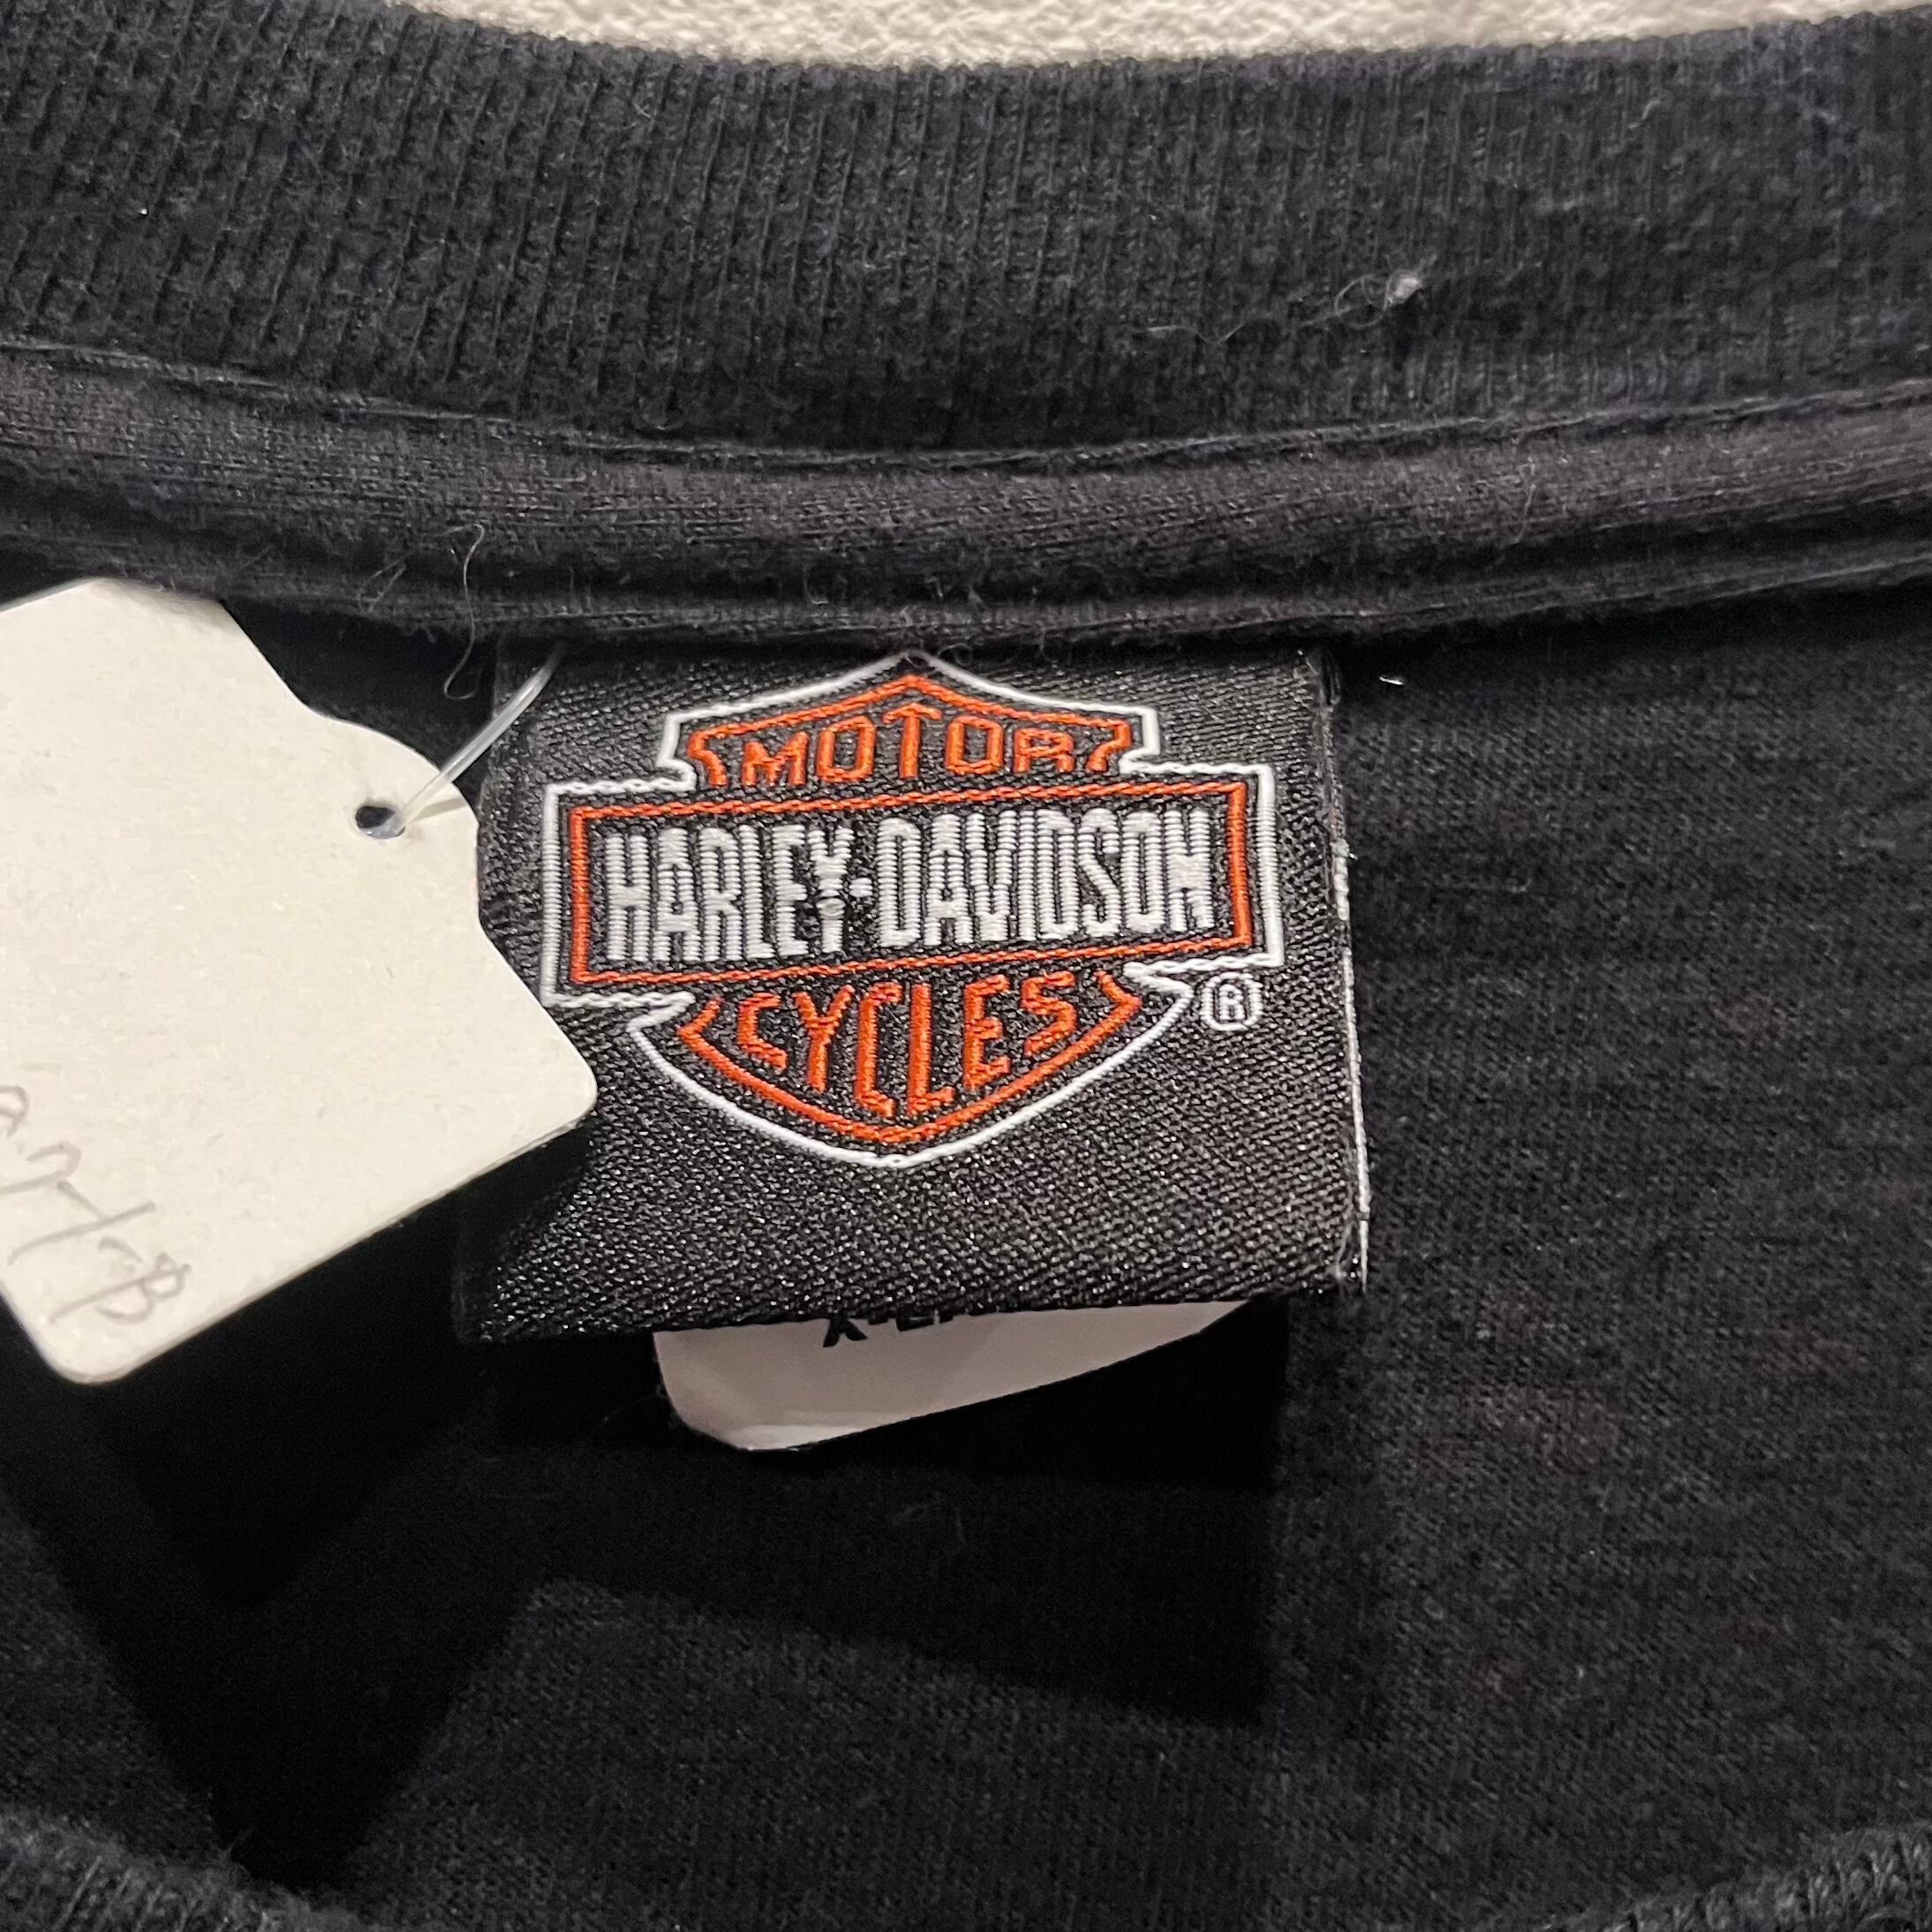 MOTOR
HARLEY-DAVIDSON
CYCLES
®